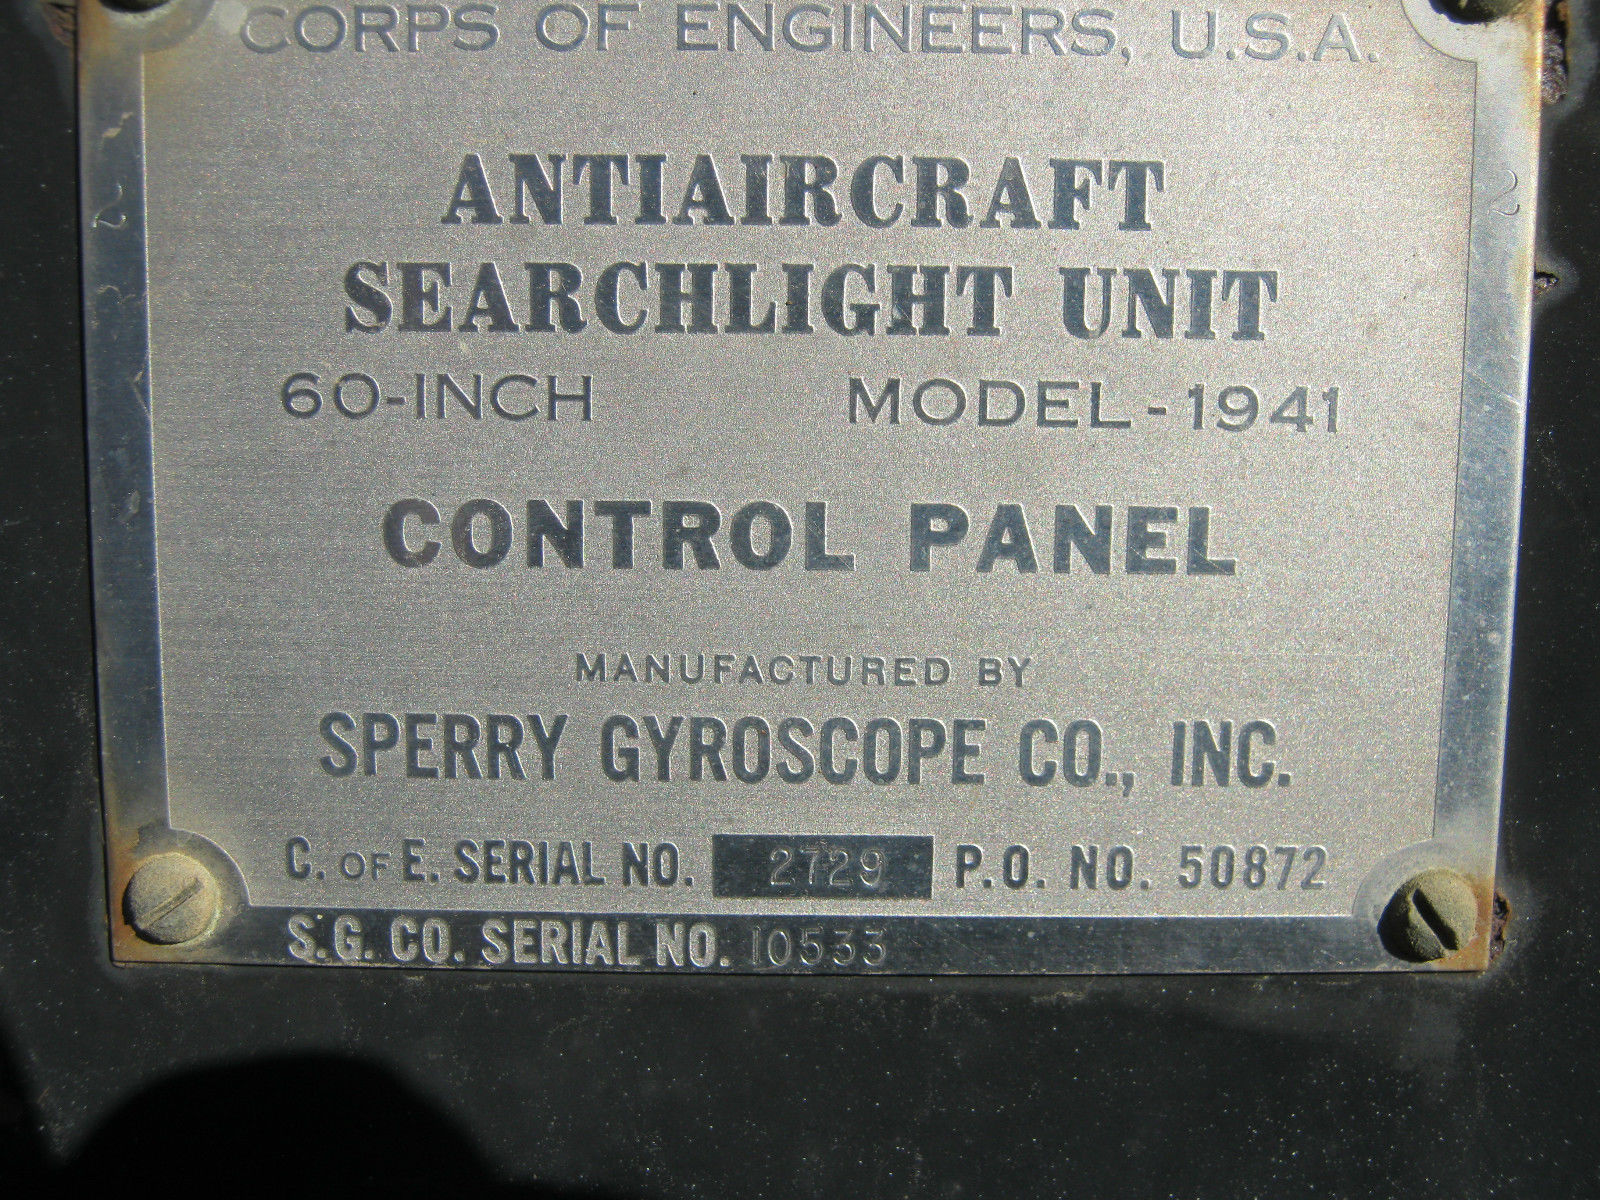 CORPS OF ENGINEERS, U.S.A.
ANTIAIRCRAFT
SEARCHLIGHT UNIT
60-INCH MODEL-1941
CONTROL PANEL
MANUFACTURED BY
SPERRY GYROSCOPE CO., INC.
C. OF E. SERIAL NO. 2729 P.O. NO. 50872
S.G. CO. SERIAL NO. 10533